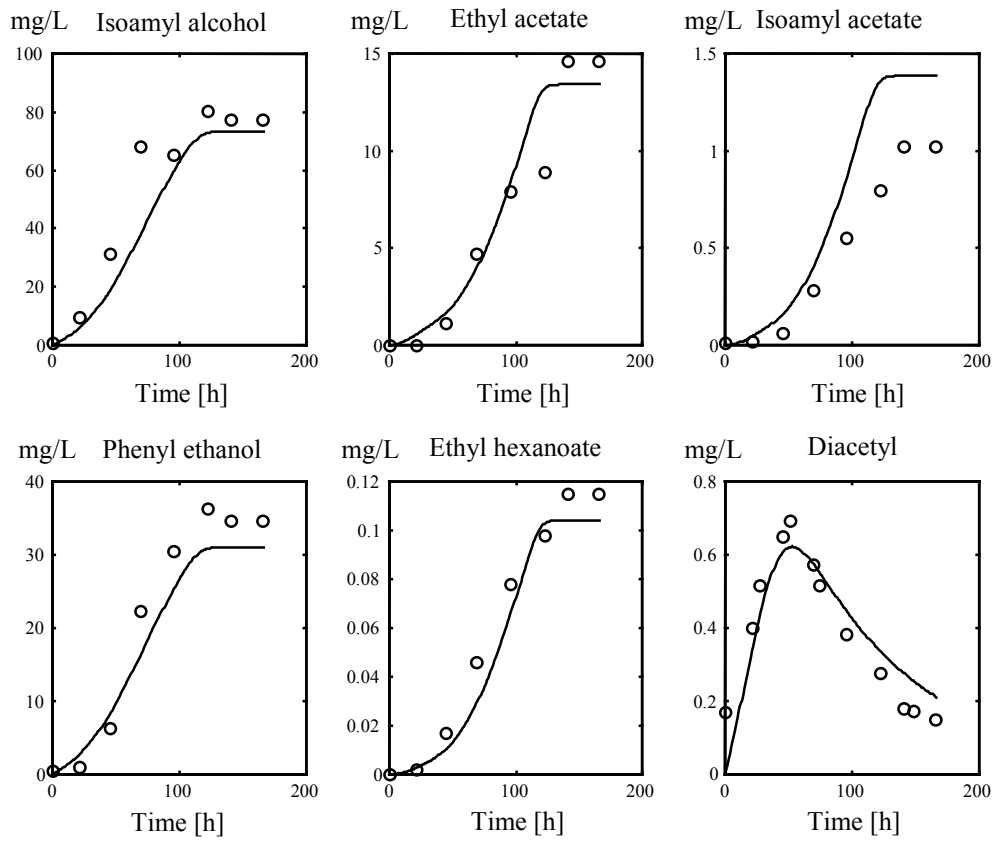 mg/L Isoamyl alcohol
100
80
60
40
20
0
0 100 200
Time [h]
mg/L Ethyl acetate
15
10
5
0
0 100 200
Time [h]
mg/L Isoamyl acetate
1.5
1
0.5
0
0 100 200
Time [h]
mg/L Phenyl ethanol
40
30
20
10
0
0 100 200
Time [h]
mg/L Ethyl hexanoate
0.12
0.1
0.08
0.06
0.04
0.02
0
0 100 200
Time [h]
mg/L Diacetyl
0.8
0.6
0.4
0.2
0
0 100 200
Time [h]